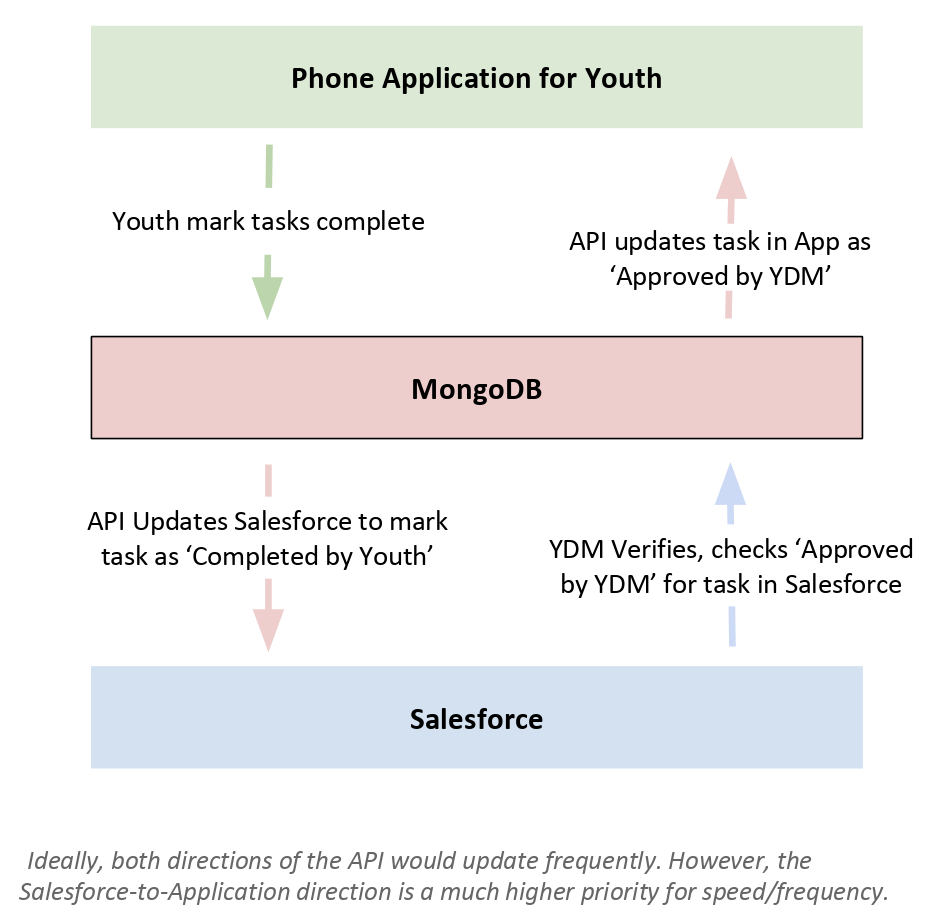 Phone Application for Youth
Youth mark tasks complete
API updates task in App as
‘Approved by YDM’
MongoDB
API Updates Salesforce to mark
task as ‘Completed by Youth’
YDM Verifies, checks ‘Approved
by YDM’ for task in Salesforce
Salesforce
Ideally, both directions of the API would update frequently. However, the
Salesforce-to-Application direction is a much higher priority for speed/frequency.